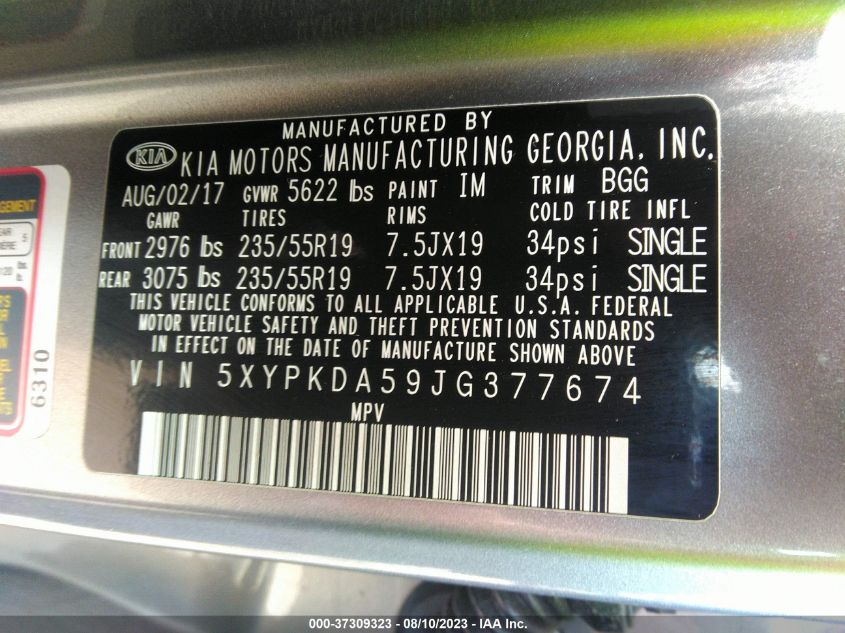 MANUFACTURED BY
KIA KIA MOTORS MANUFACTURING GEORGIA, INC.
AUG/02/17 GVWR 5622 lbs PAINT IM TRIM BGG
GAWR TIRES RIMS COLD TIRE INFL
FRONT 2976 lbs 235/55R19 7.5JX19 34psi SINGLE
REAR 3075 lbs 235/55R19 7.5JX19 34psi SINGLE
THIS VEHICLE CONFORMS TO ALL APPLICABLE U.S.A. FEDERAL
MOTOR VEHICLE SAFETY AND THEFT PREVENTION STANDARDS
IN EFFECT ON THE DATE OF MANUFACTURE SHOWN ABOVE
VIN 5XYPKDA59JG377674
MPV
6310
000-37309323 - 08/10/2023 - IAA Inc.